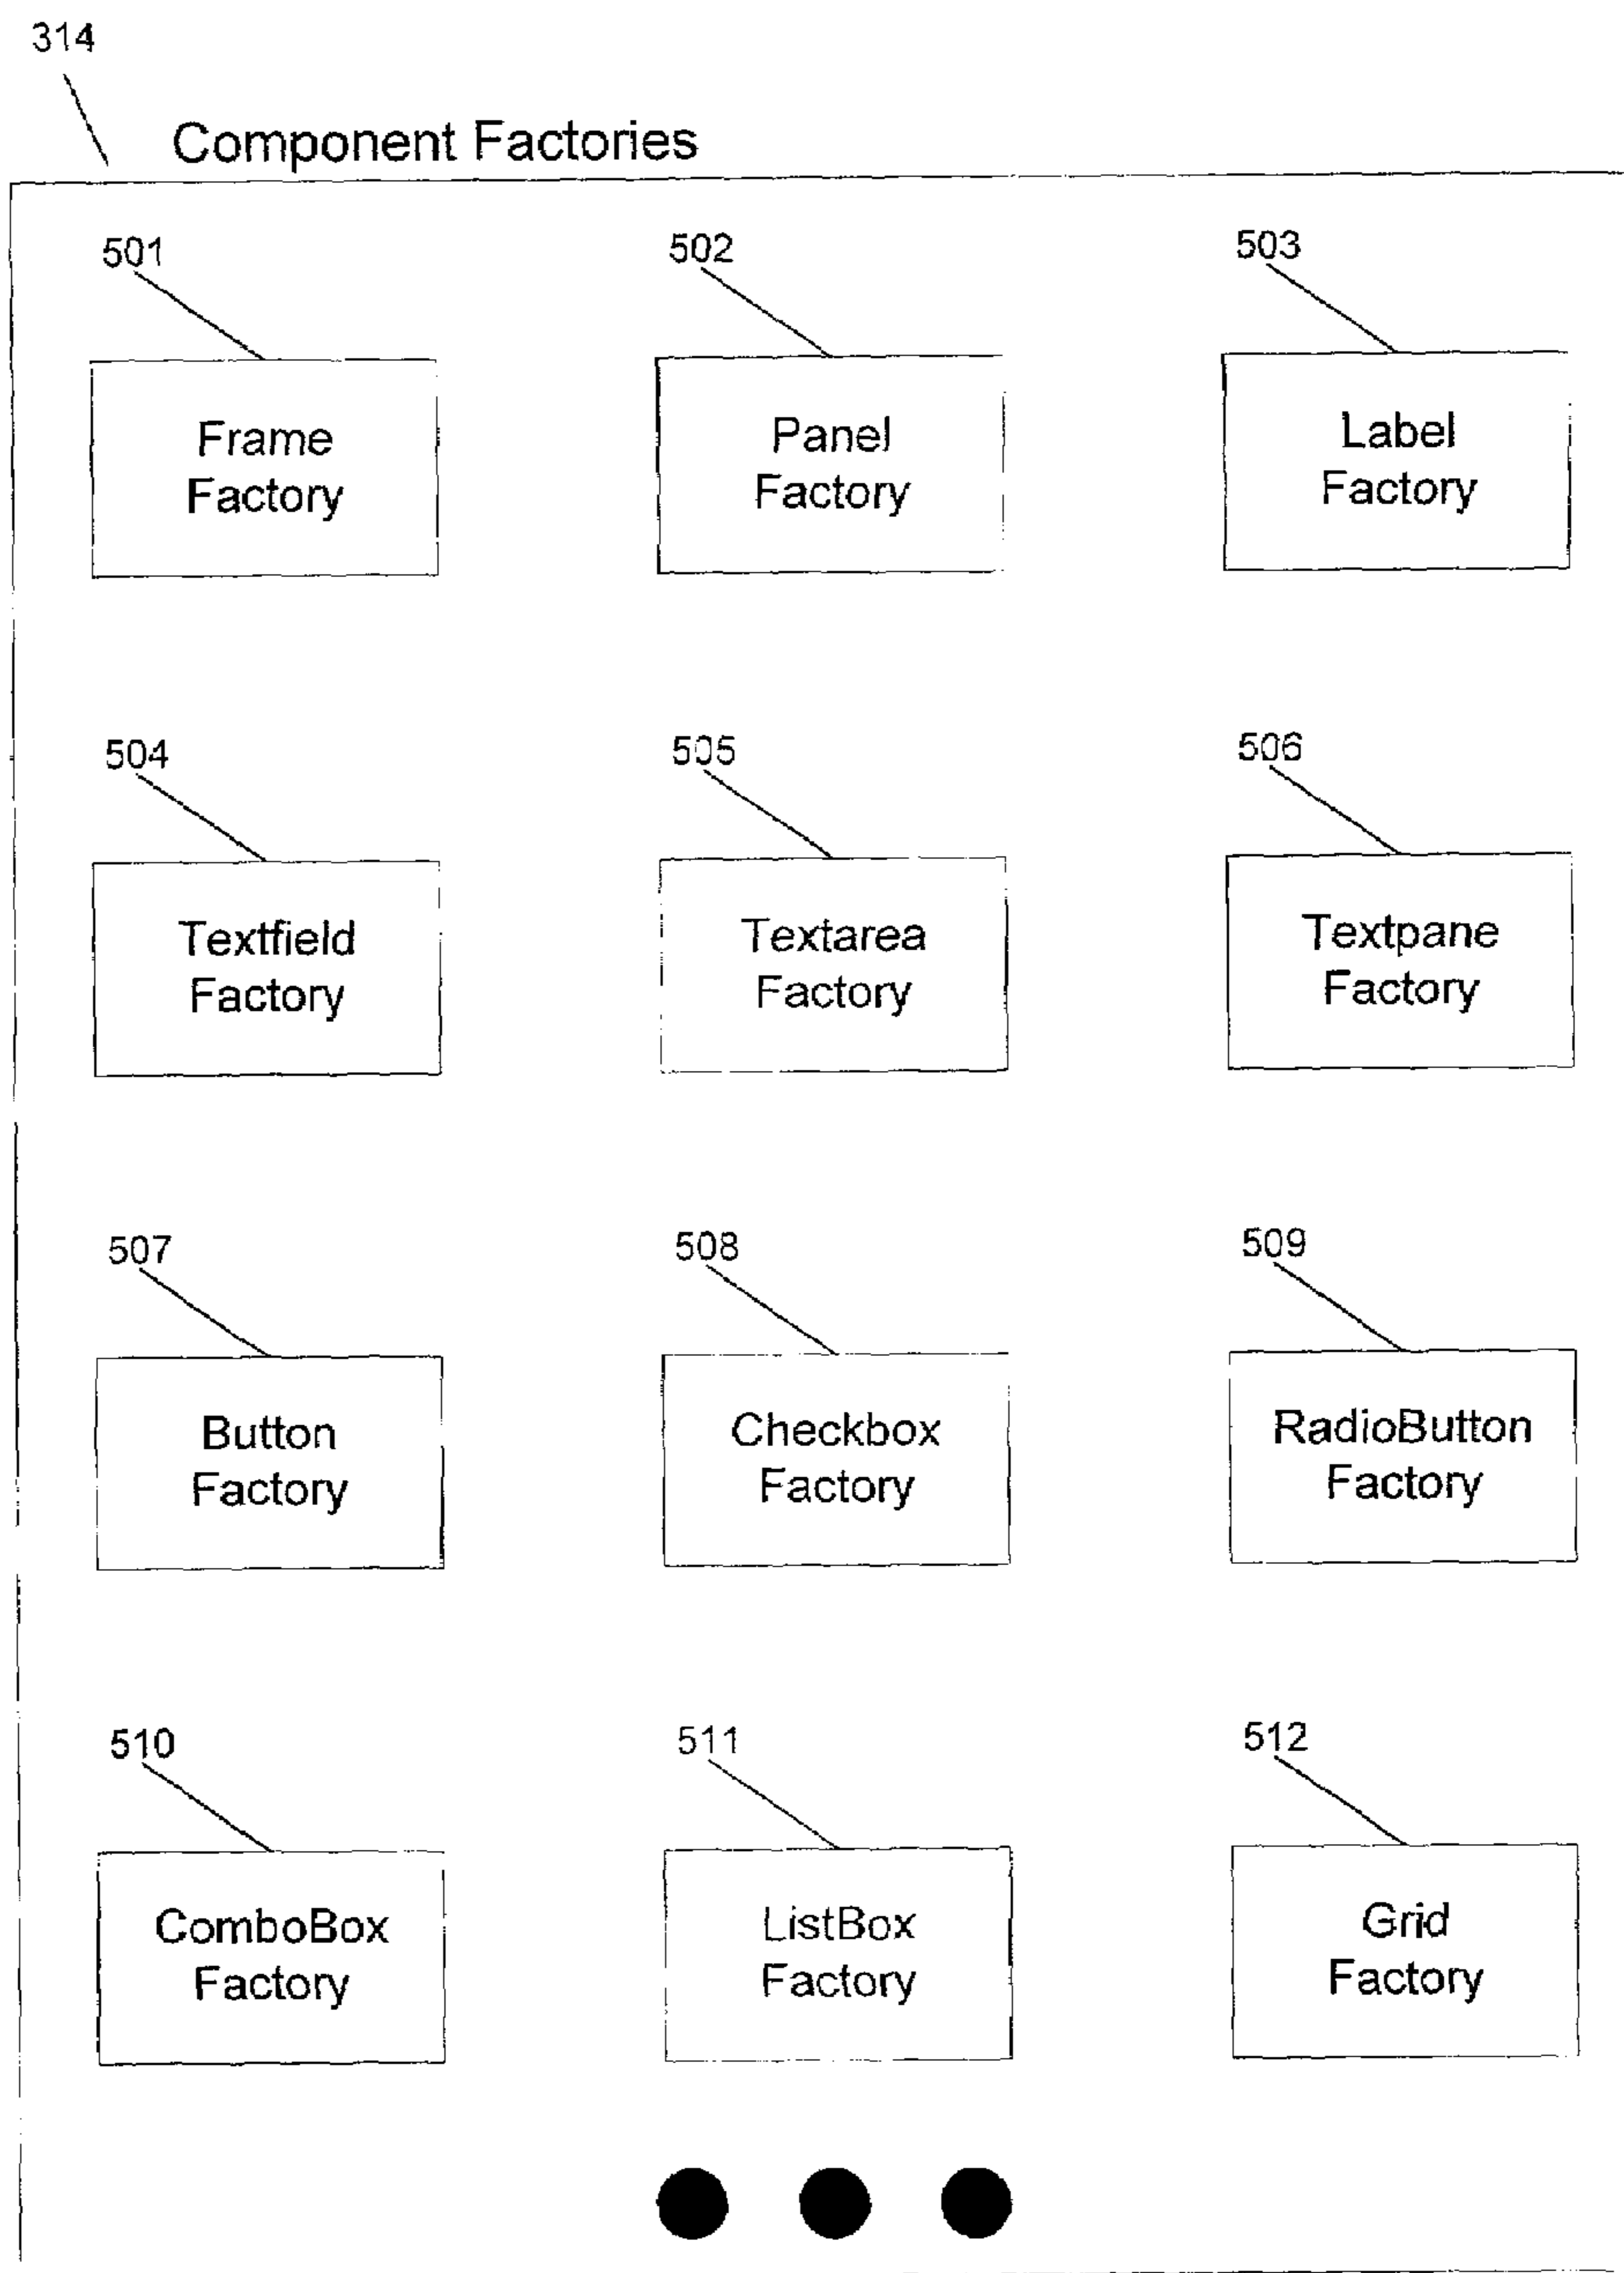 314
Component Factories
501
502
503
Frame
Factory
Panel
Factory
Label
Factory
504
505
506
Textfield
Factory
Textarea
Factory
Textpane
Factory
507
508
509
Button
Factory
Checkbox
Factory
RadioButton
Factory
510
511
512
ComboBox
Factory
ListBox
Factory
Grid
Factory